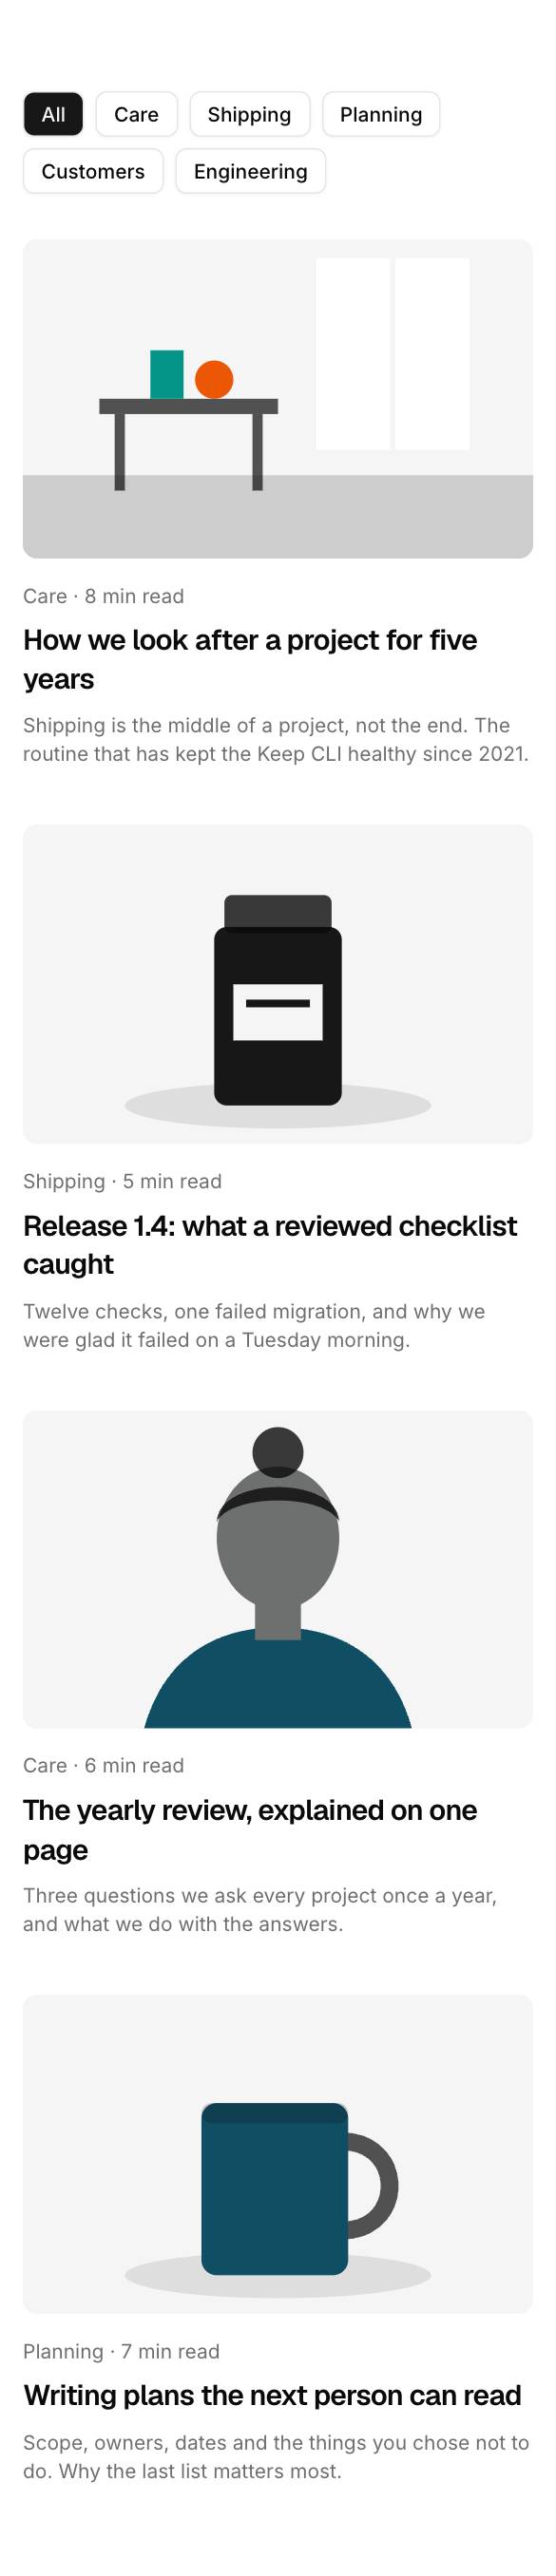 All
Care
Shipping
Planning
Customers
Engineering
Care · 8 min read
How we look after a project for five
years
Shipping is the middle of a project, not the end. The
routine that has kept the Keep CLI healthy since 2021.
Shipping · 5 min read
Release 1.4: what a reviewed checklist
caught
Twelve checks, one failed migration, and why we
were glad it failed on a Tuesday morning.
Care · 6 min read
The yearly review, explained on one
page
Three questions we ask every project once a year,
and what we do with the answers.
Planning · 7 min read
Writing plans the next person can read
Scope, owners, dates and the things you chose not to
do. Why the last list matters most.